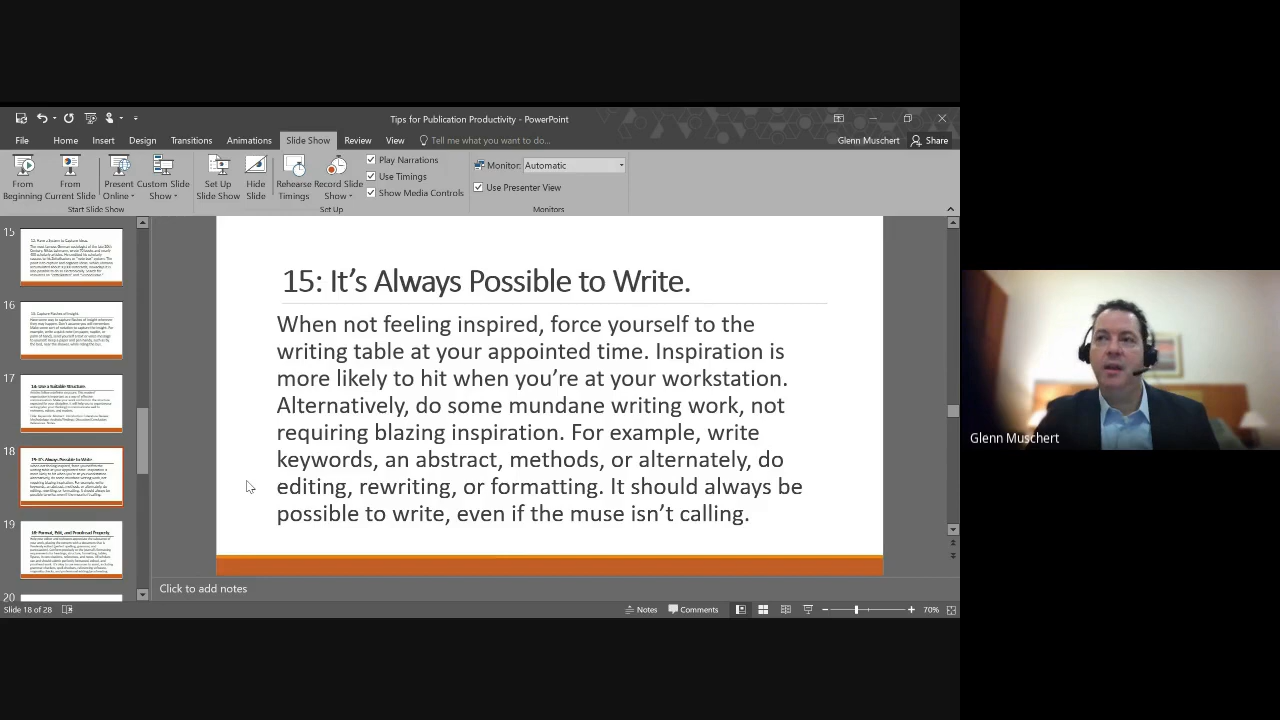 Tips for Publication Productivity - PowerPoint
File Home Insert Design Transitions Animations Slide Show Review View Tell me what you want to do... Glenn Muschert Share
From Beginning
From Current Slide
Present Online
Custom Slide Show
Set Up Slide Show
Hide Slide
Rehearse Timings
Record Slide Show
Play Narrations
Use Timings
Show Media Controls
Monitor: Automatic
Use Presenter View
Start Slide Show Set Up Monitors
15
16
17
18
19
20
15: It's Always Possible to Write.
When not feeling inspired, force yourself to the
writing table at your appointed time. Inspiration is
more likely to hit when you're at your workstation.
Alternatively, do some mundane writing work, not
requiring blazing inspiration. For example, write
keywords, an abstract, methods, or alternately, do
editing, rewriting, or formatting. It should always be
possible to write, even if the muse isn't calling.
Glenn Muschert
Click to add notes
Slide 18 of 28 Notes Comments 70%